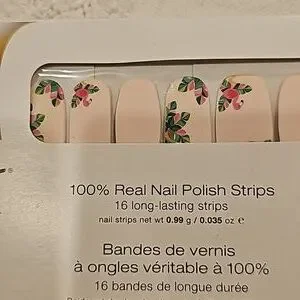 100% Real Nail Polish Strips
16 long-lasting strips
nail strips net wt 0.99 g / 0.035 oz e
Bandes de vernis
à ongles véritable à 100%
16 bandes de longue durée